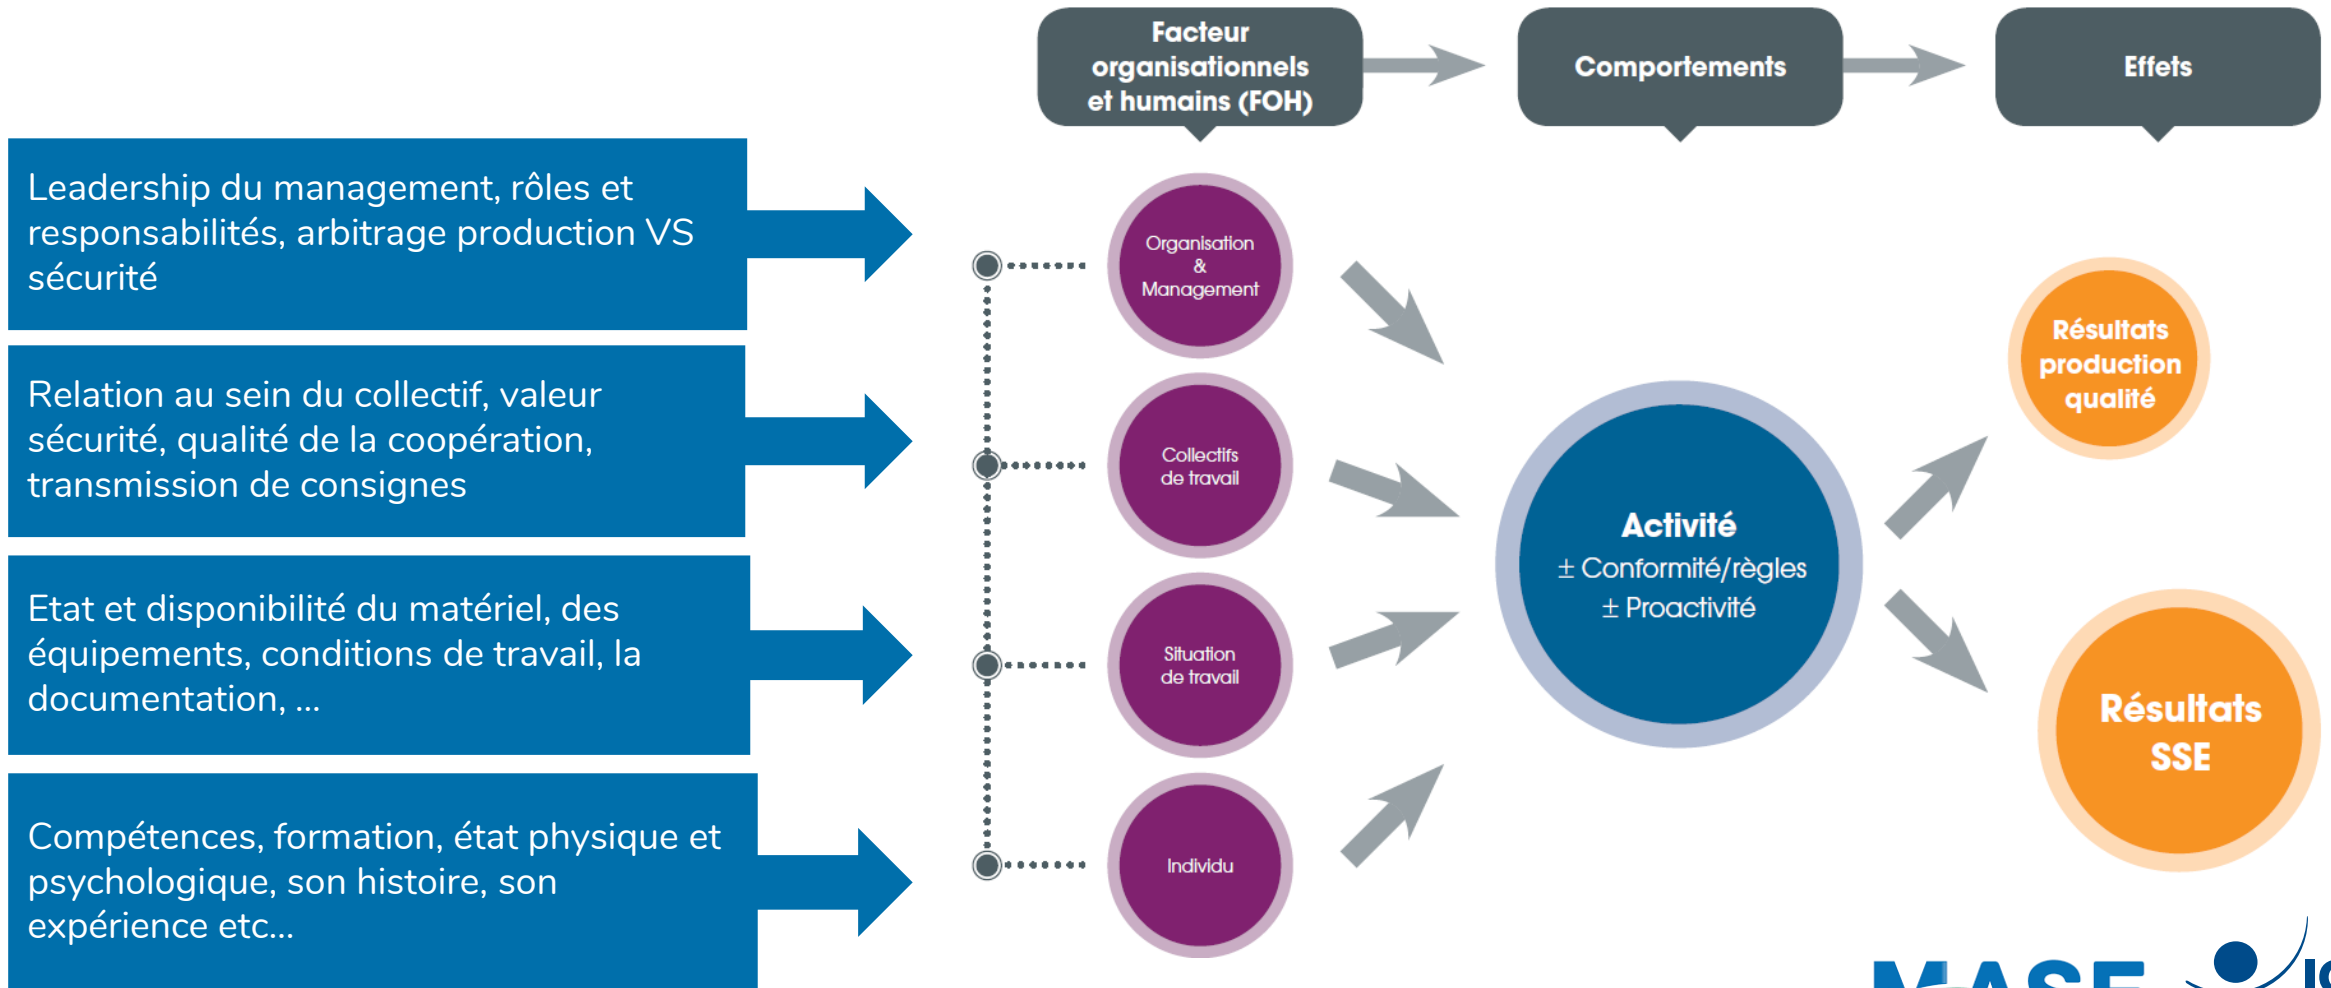 Facteur
organisationnels
et humains (FOH)
Comportements
Effets
Leadership du management, rôles et
responsabilités, arbitrage production VS
sécurité
Relation au sein du collectif, valeur
sécurité, qualité de la coopération,
transmission de consignes
Etat et disponibilité du matériel, des
équipements, conditions de travail, la
documentation, ...
Compétences, formation, état physique et
psychologique, son histoire, son
expérience etc...
Organisation
&
Management
Collectifs
de travail
Situation
de travail
Individu
Activité
± Conformité/règles
± Proactivité
Résultats
production
qualité
Résultats
SSE
MASE